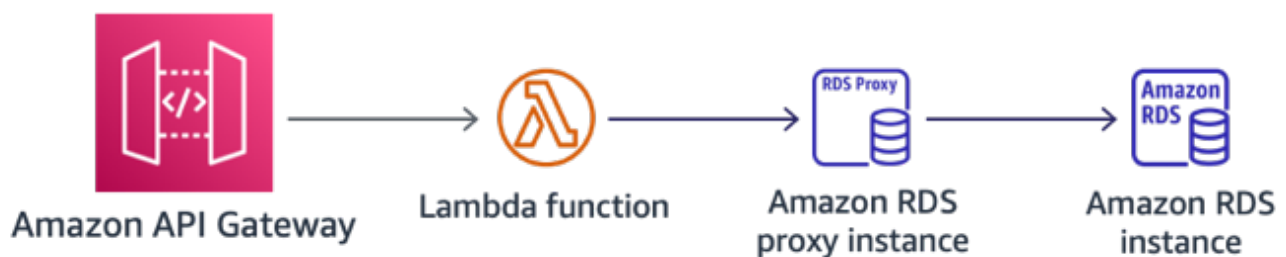 </>
RDS Proxy
Amazon
RDS
Amazon API Gateway
Lambda function
Amazon RDS
proxy instance
Amazon RDS
instance